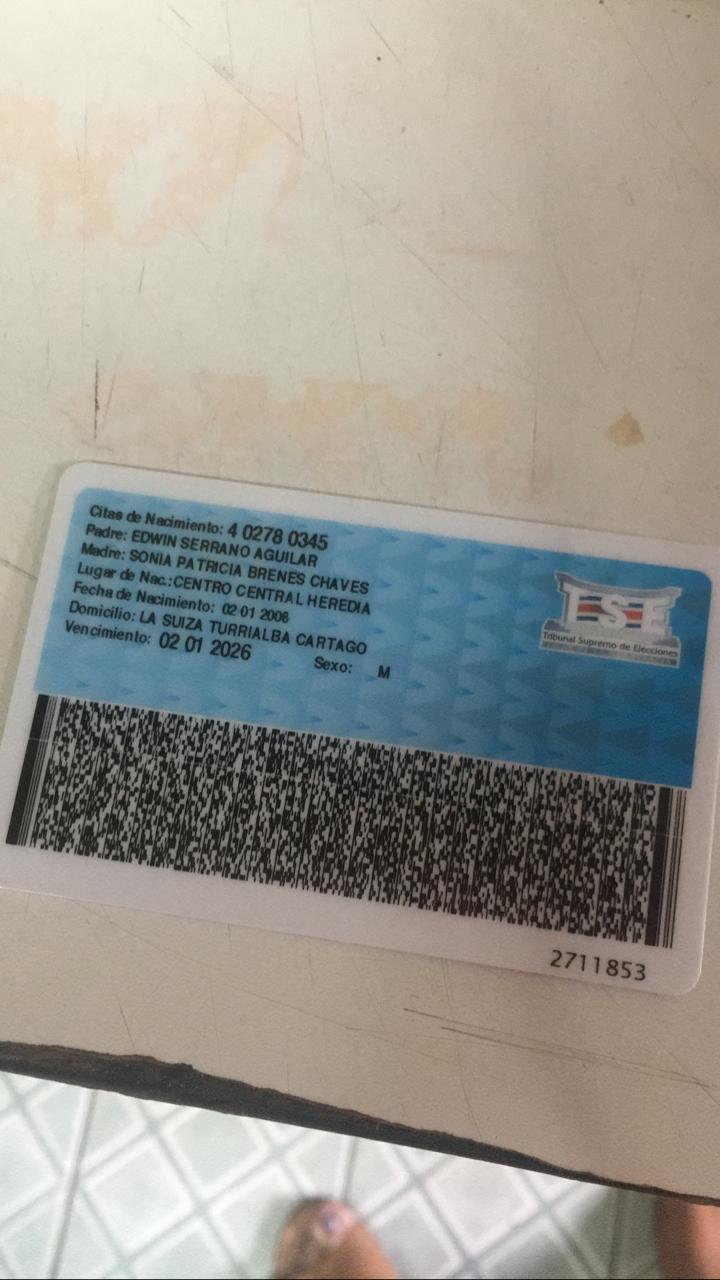 Citas de Nacimiento: 4 0278 0345
Padre: EDWIN SERRANO AGUILAR
Madre: SONIA PATRICIA BRENES CHAVES
Lugar de Nac.:CENTRO CENTRAL HEREDIA
Fecha de Nacimiento: 02 01 2008
Domicilio: LA SUIZA TURRIALBA CARTAGO
Vencimiento: 02 01 2026 Sexo: M
TSE
Tribunal Supremo de Elecciones
2711853